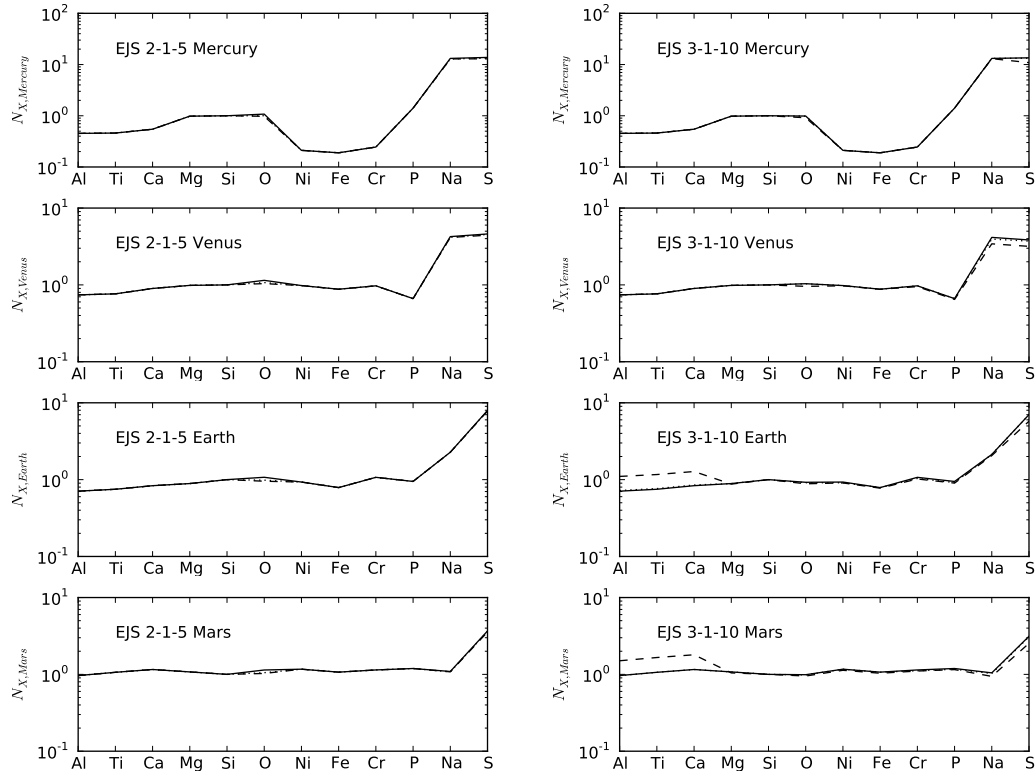 10^2
10^1
10^0
10^-1
N_X,Mercury
EJS 2-1-5 Mercury
Al Ti Ca Mg Si O Ni Fe Cr P Na S
10^2
10^1
10^0
10^-1
N_X,Mercury
EJS 3-1-10 Mercury
Al Ti Ca Mg Si O Ni Fe Cr P Na S
10^1
10^0
10^-1
N_X,Venus
EJS 2-1-5 Venus
Al Ti Ca Mg Si O Ni Fe Cr P Na S
10^1
10^0
10^-1
N_X,Venus
EJS 3-1-10 Venus
Al Ti Ca Mg Si O Ni Fe Cr P Na S
10^1
10^0
10^-1
N_X,Earth
EJS 2-1-5 Earth
Al Ti Ca Mg Si O Ni Fe Cr P Na S
10^1
10^0
10^-1
N_X,Earth
EJS 3-1-10 Earth
Al Ti Ca Mg Si O Ni Fe Cr P Na S
10^1
10^0
10^-1
N_X,Mars
EJS 2-1-5 Mars
Al Ti Ca Mg Si O Ni Fe Cr P Na S
10^1
10^0
10^-1
N_X,Mars
EJS 3-1-10 Mars
Al Ti Ca Mg Si O Ni Fe Cr P Na S